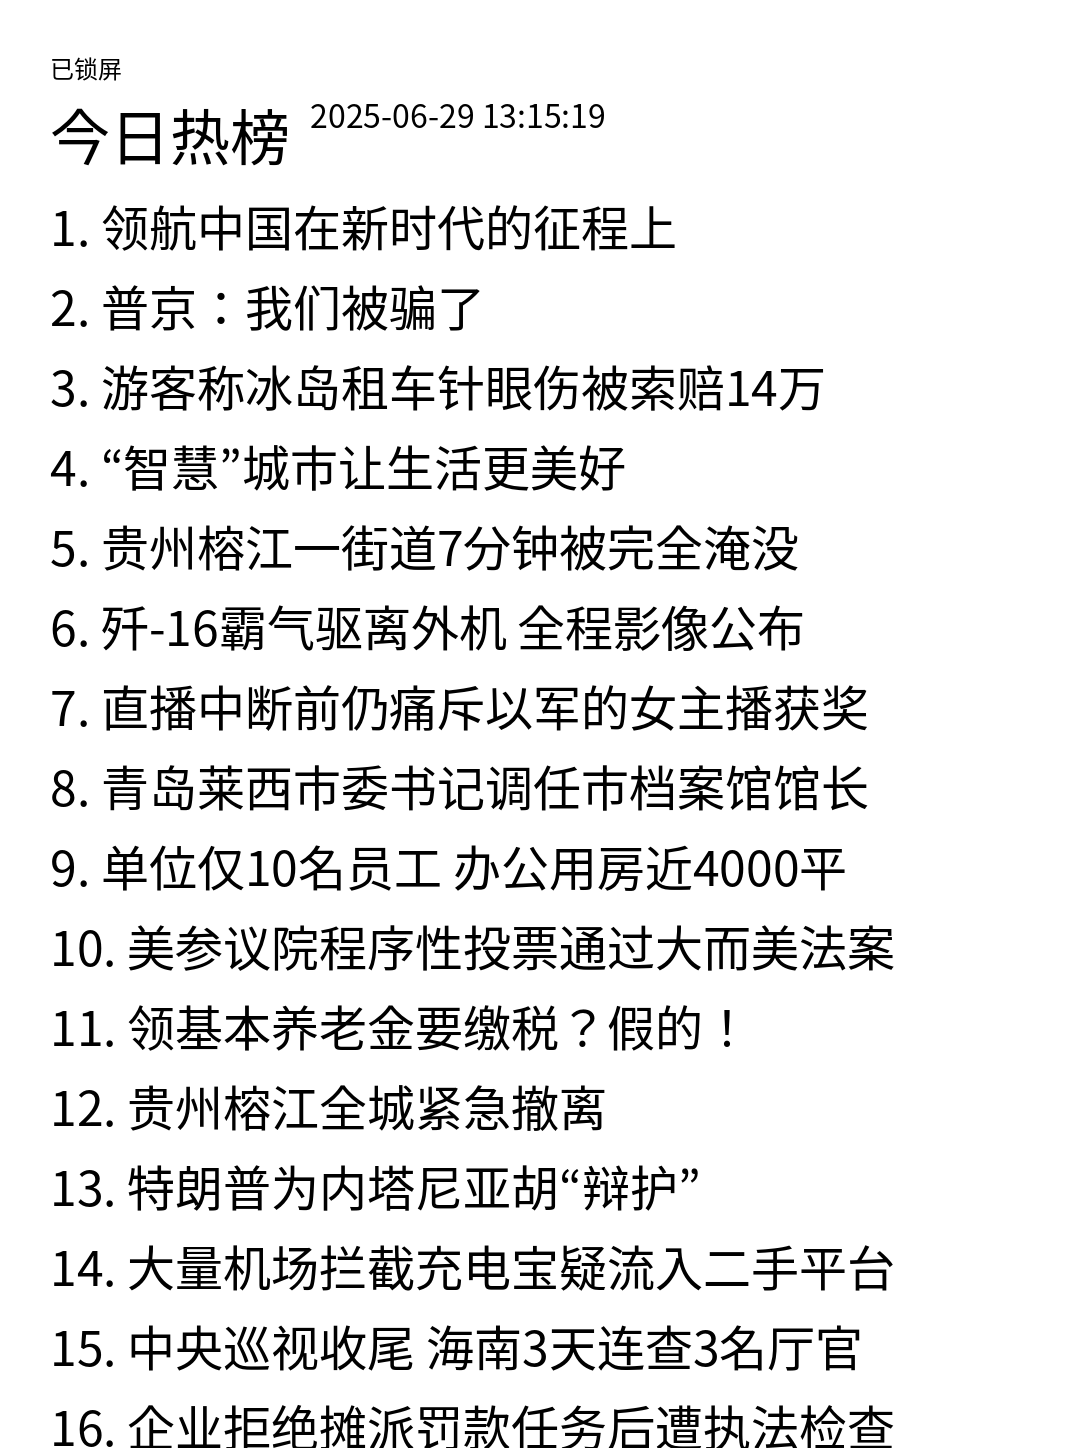 已锁屏
今日热榜 2025-06-29 13:15:19
1. 领航中国在新时代的征程上
2. 普京：我们被骗了
3. 游客称冰岛租车针眼伤被索赔14万
4. “智慧”城市让生活更美好
5. 贵州榕江一街道7分钟被完全淹没
6. 歼-16霸气驱离外机 全程影像公布
7. 直播中断前仍痛斥以军的女主播获奖
8. 青岛莱西市委书记调任市档案馆馆长
9. 单位仅10名员工 办公用房近4000平
10. 美参议院程序性投票通过大而美法案
11. 领基本养老金要缴税？假的！
12. 贵州榕江全城紧急撤离
13. 特朗普为内塔尼亚胡“辩护”
14. 大量机场拦截充电宝疑流入二手平台
15. 中央巡视收尾 海南3天连查3名厅官
16. 企业拒绝摊派罚款任务后遭执法检查